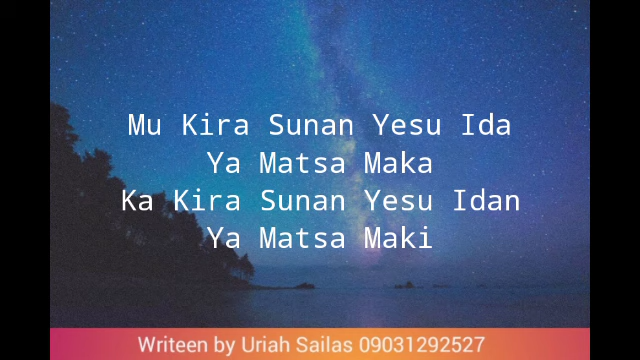 Mu Kira Sunan Yesu Ida
Ya Matsa Maka
Ka Kira Sunan Yesu Idan
Ya Matsa Maki
Writeen by Uriah Sailas 09031292527